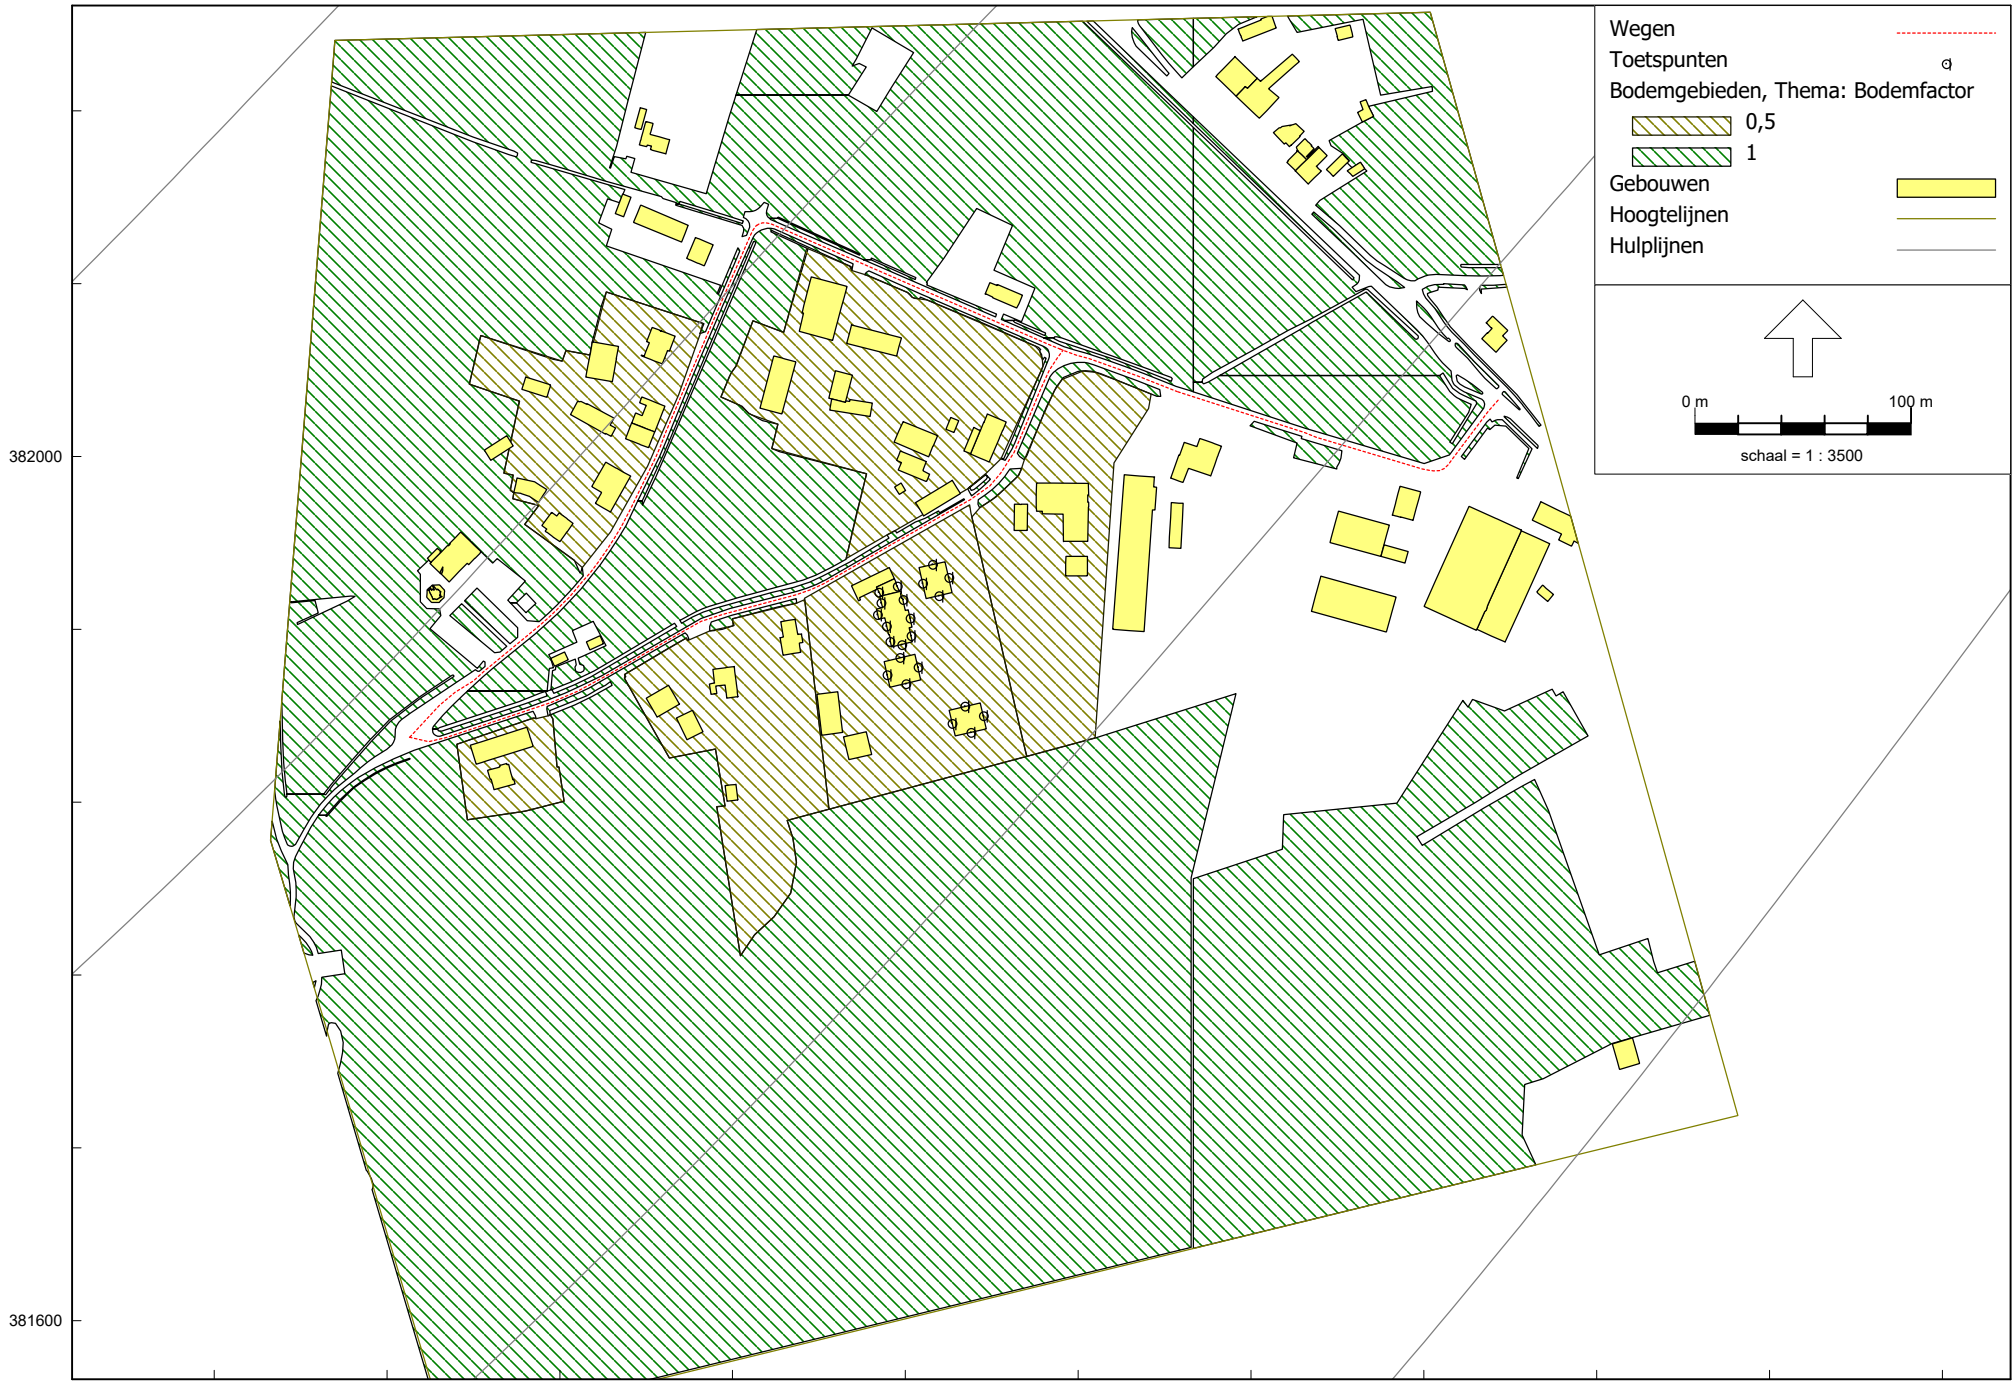 Wegen
Toetspunten
Bodemgebieden, Thema: Bodemfactor
0,5
1
Gebouwen
Hoogtelijnen
Hulplijnen
0 m 100 m
schaal = 1 : 3500
382000
381600